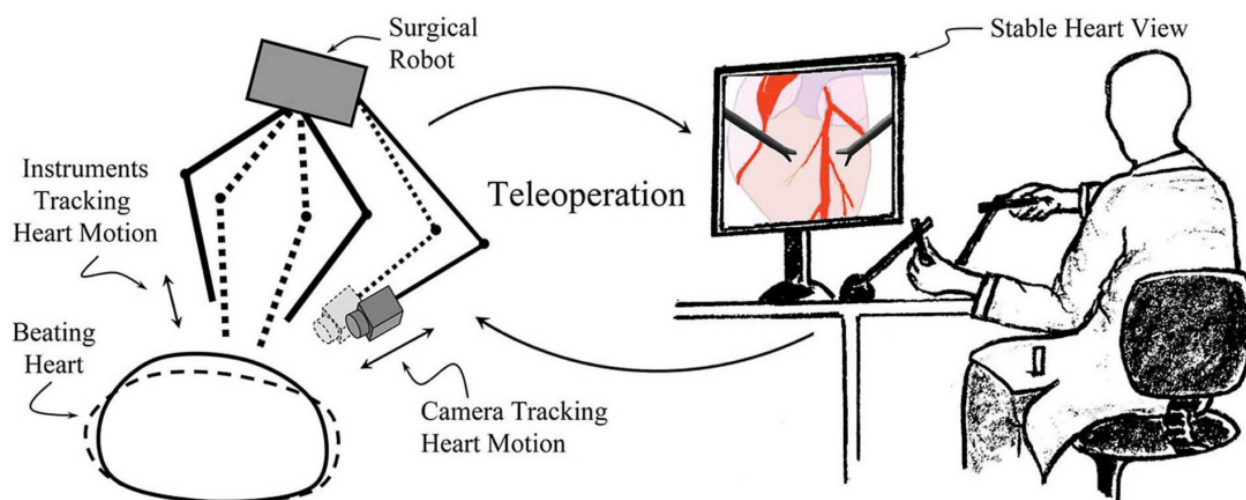 Surgical
Robot
Stable Heart View
Instruments
Tracking
Heart Motion
Teleoperation
Beating
Heart
Camera Tracking
Heart Motion